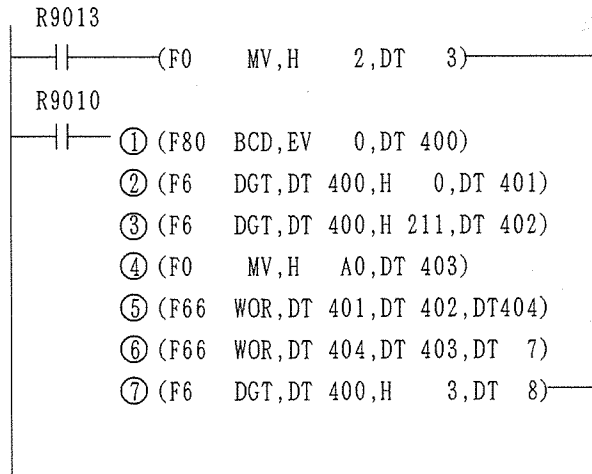 R9013
(F0 MV,H 2,DT 3)
R9010
① (F80 BCD,EV 0,DT 400)
② (F6 DGT,DT 400,H 0,DT 401)
③ (F6 DGT,DT 400,H 211,DT 402)
④ (F0 MV,H A0,DT 403)
⑤ (F66 WOR,DT 401,DT 402,DT404)
⑥ (F66 WOR,DT 404,DT 403,DT 7)
⑦ (F6 DGT,DT 400,H 3,DT 8)